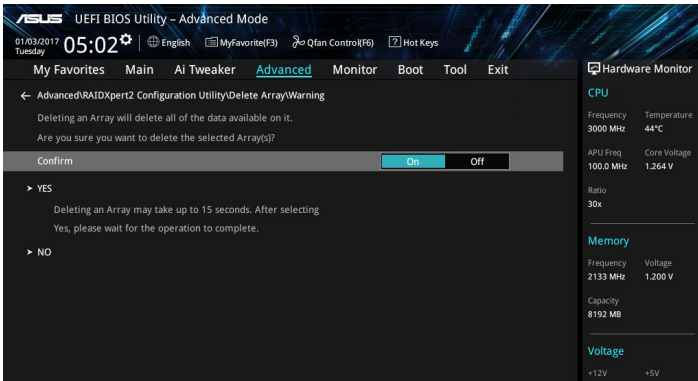 ASUS UEFI BIOS Utility – Advanced Mode
01/03/2017 Tuesday 05:02 English MyFavorite(F3) Qfan Control(F6) ? Hot Keys
My Favorites Main Ai Tweaker Advanced Monitor Boot Tool Exit
Hardware Monitor
← Advanced\RAIDXpert2 Configuration Utility\Delete Array\Warning
Deleting an Array will delete all of the data available on it.
Are you sure you want to delete the selected Array(s)?
Confirm On Off
> YES
Deleting an Array may take up to 15 seconds. After selecting
Yes, please wait for the operation to complete.
> NO
CPU
Frequency Temperature
3000 MHz 44°C
APU Freq Core Voltage
100.0 MHz 1.264 V
Ratio
30x
Memory
Frequency Voltage
2133 MHz 1.200 V
Capacity
8192 MB
Voltage
+12V +5V